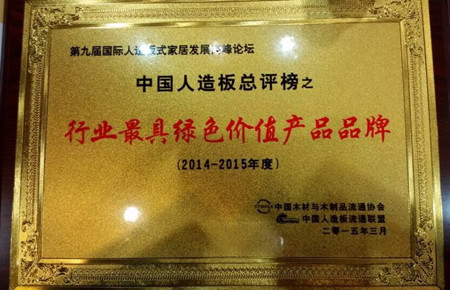 第九届国际人造板式家居发展高峰论坛
中国人造板总评榜之
行业最具绿色价值产品品牌
(2014-2015年度)
中国木材与木制品流通协会
中国人造板流通联盟
二零一五年三月